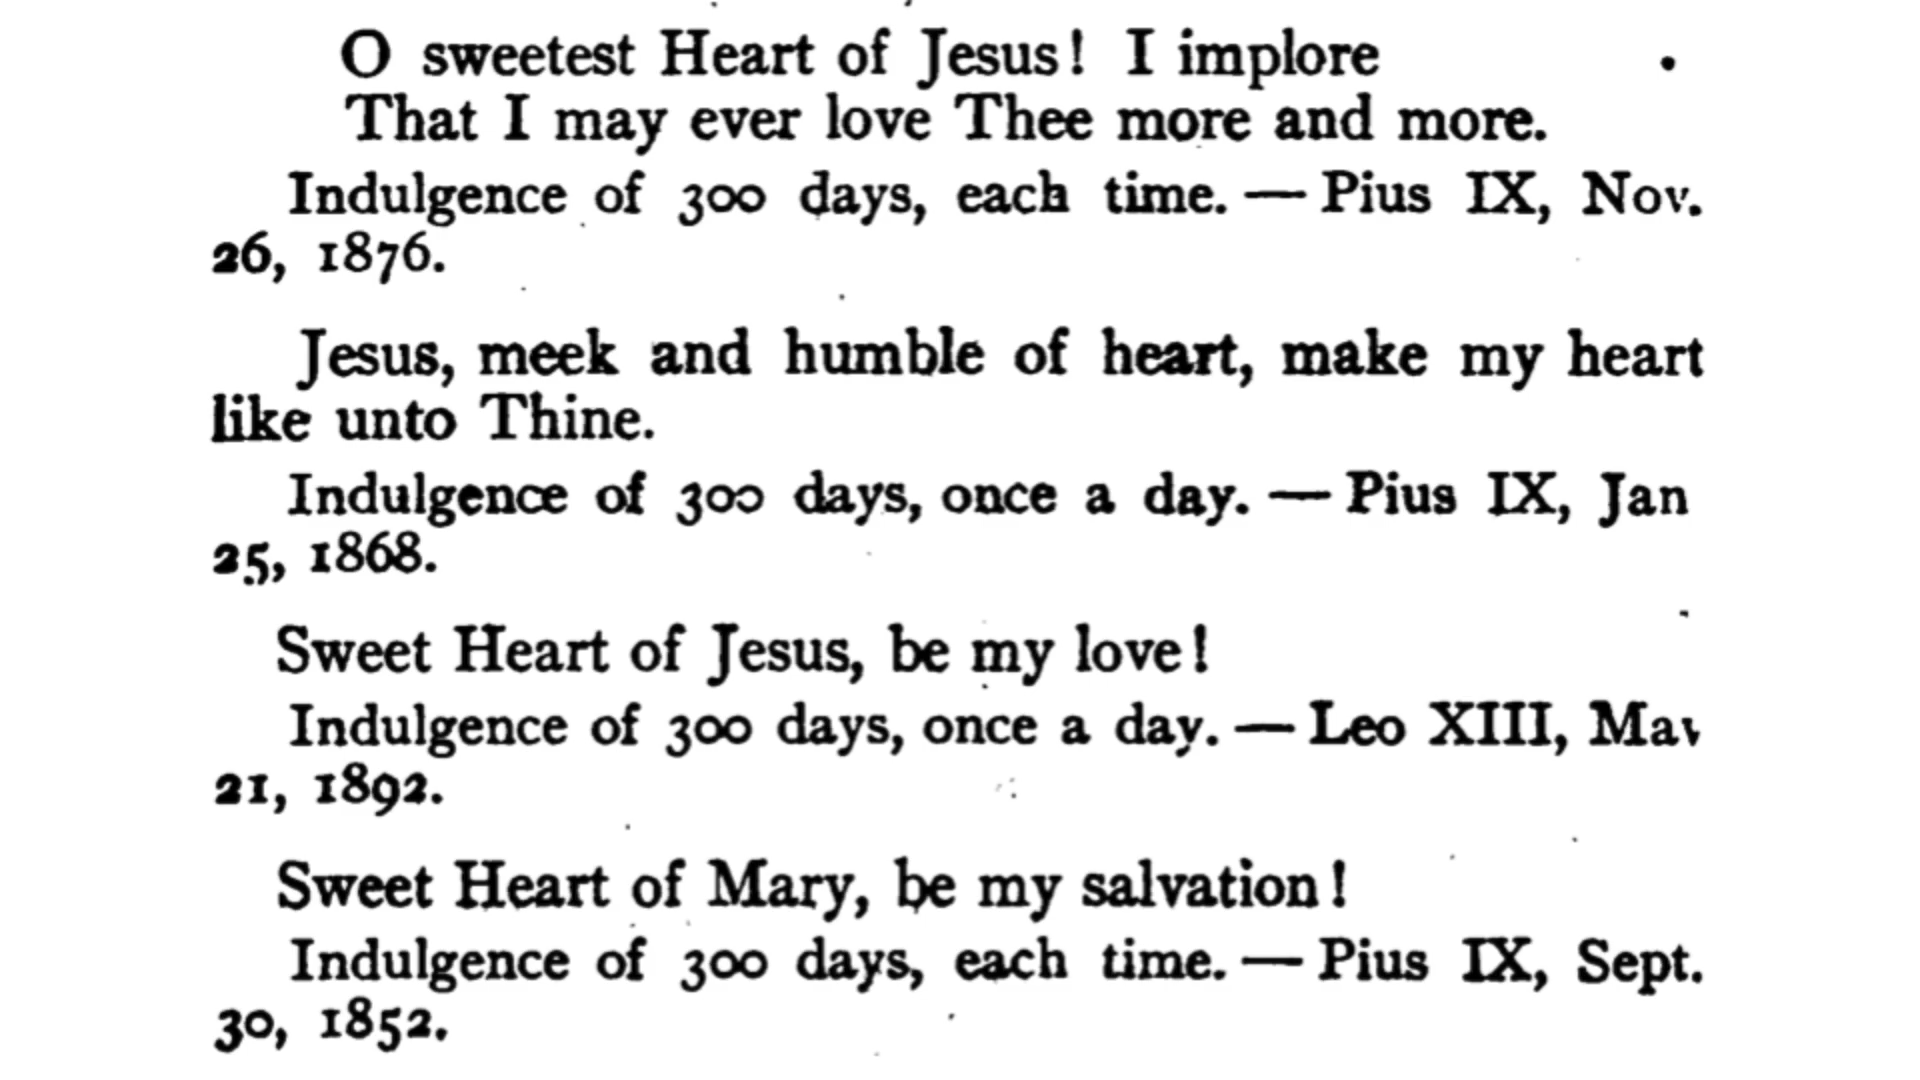 O sweetest Heart of Jesus! I implore
That I may ever love Thee more and more.
Indulgence of 300 days, each time. — Pius IX, Nov.
26, 1876.
Jesus, meek and humble of heart, make my heart
like unto Thine.
Indulgence of 300 days, once a day. — Pius IX, Jan
25, 1868.
Sweet Heart of Jesus, be my love!
Indulgence of 300 days, once a day. — Leo XIII, May
21, 1892.
Sweet Heart of Mary, be my salvation!
Indulgence of 300 days, each time. — Pius IX, Sept.
30, 1852.